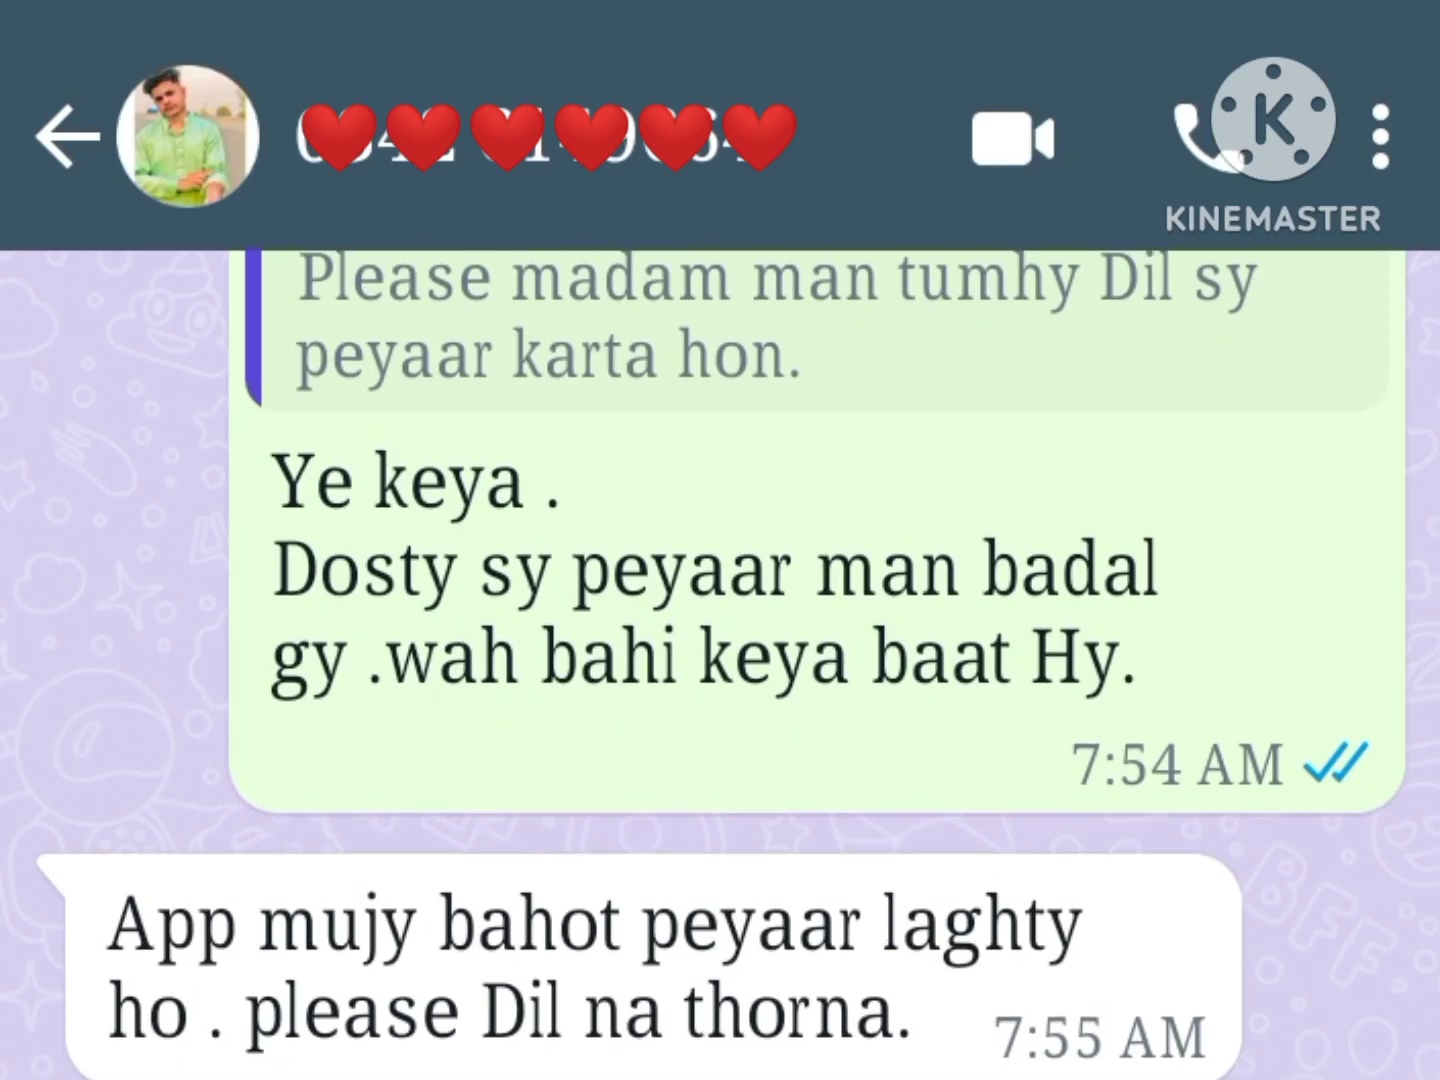 KINEMASTER
Please madam man tumhy Dil sy
peyaar karta hon.
Ye keya .
Dosty sy peyaar man badal
gy .wah bahi keya baat Hy.
7:54 AM
App mujy bahot peyaar laghty
ho . please Dil na thorna.
7:55 AM